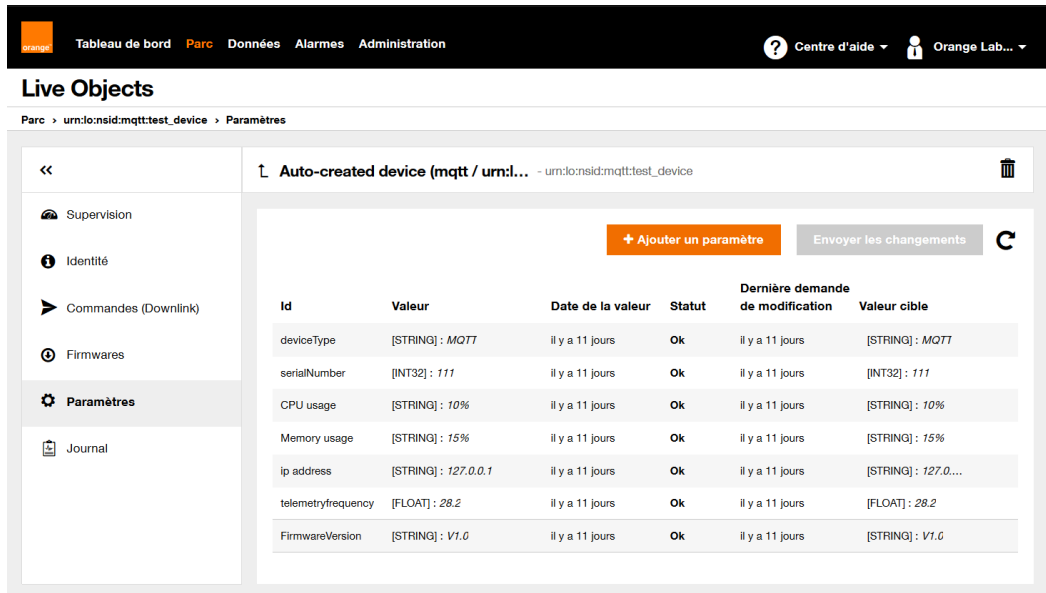 orange
Tableau de bord Parc Données Alarmes Administration
? Centre d'aide Orange Lab...
Live Objects
Parc > urn:lo:nsid:mqtt:test_device > Paramètres
Auto-created device (mqtt / urn:l... - urn:lo:nsid:mqtt:test_device
Supervision
Identité
Commandes (Downlink)
Firmwares
Paramètres
Journal
+ Ajouter un paramètre Envoyer les changements
Id Valeur Date de la valeur Statut Dernière demande de modification Valeur cible
deviceType [STRING] : MQTT il y a 11 jours Ok il y a 11 jours [STRING] : MQTT
serialNumber [INT32] : 111 il y a 11 jours Ok il y a 11 jours [INT32] : 111
CPU usage [STRING] : 10% il y a 11 jours Ok il y a 11 jours [STRING] : 10%
Memory usage [STRING] : 15% il y a 11 jours Ok il y a 11 jours [STRING] : 15%
ip address [STRING] : 127.0.0.1 il y a 11 jours Ok il y a 11 jours [STRING] : 127.0....
telemetryfrequency [FLOAT] : 28.2 il y a 11 jours Ok il y a 11 jours [FLOAT] : 28.2
FirmwareVersion [STRING] : V1.0 il y a 11 jours Ok il y a 11 jours [STRING] : V1.0